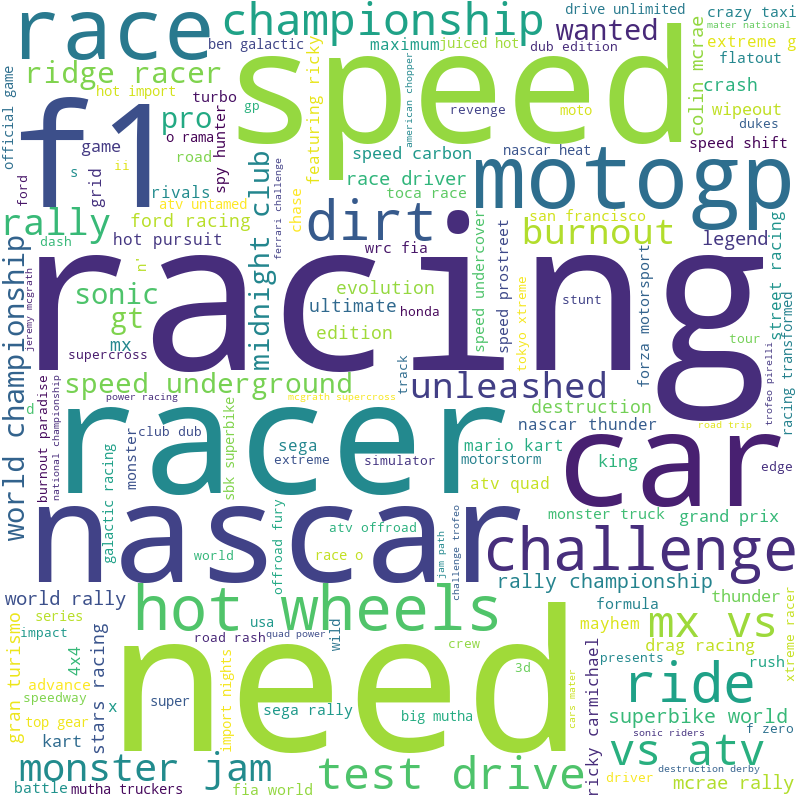 race
championship
ben galactic
drive unlimited
crazy taxi
mater national
maximum
juiced hot
dub edition
wanted
extreme g
flatout
ridge racer
hot import
official game
f1
pro
turbo
gp
o rama
game
spy hunter
featuring ricky
american chopper
speed
revenge
moto
colin mcrae
crash
wipeout
dukes
nascar heat
speed shift
motogp
ford
s
ii
grid
road
rivals
speed carbon
race driver
toca race
ferrari challenge
chase
rally
atv untamed
ford racing
dash
hot pursuit
n'
midnight club
dirt
wrc fia
san francisco
burnout
legend
street racing
racing
world championship
jeremy mcgrath
sonic
gt
mx
supercross
evolution
ultimate
edition
honda
track
speed undercover
speed prostreet
tokyo xtreme
stunt
forza motorsport
tour
trofeo pirelli
racing transformed
speed underground
power racing
mcgrath supercross
unleashed
destruction
nascar thunder
road trip
d
burnout paradise
national championship
club dub
monster
galactic racing
sbk superbike
sega
extreme
racer
simulator
mario kart
motorstorm
atv quad
king
car
edge
monster truck
grand prix
nascar
world
offroad fury
atv offroad
race o
jam path
challenge trofeo
challenge
rally championship
world rally
series
impact
hot wheels
usa
road rash
quad power
wild
crew
formula
mayhem
thunder
mx vs
drag racing
presents
rush
xtreme racer
gran turismo
4x4
advance
speedway
x
stars racing
super
import nights
need
sega rally
big mutha
3d
cars mater
ricky carmichael
ride
superbike world
f zero
sonic riders
top gear
kart
monster jam
battle
mutha truckers
fia world
test drive
vs atv
destruction derby
driver
mcrae rally